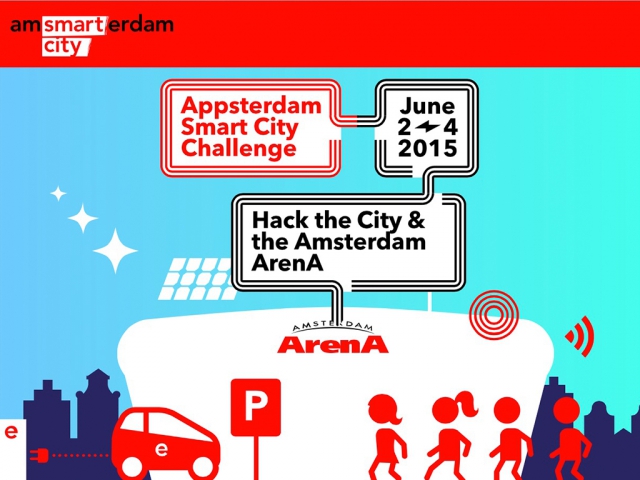 amsmarterdam
city
Appsterdam
Smart City
Challenge
June
2 4
2015
Hack the City &
the Amsterdam
ArenA
AMSTERDAM
ArenA
P
e
e